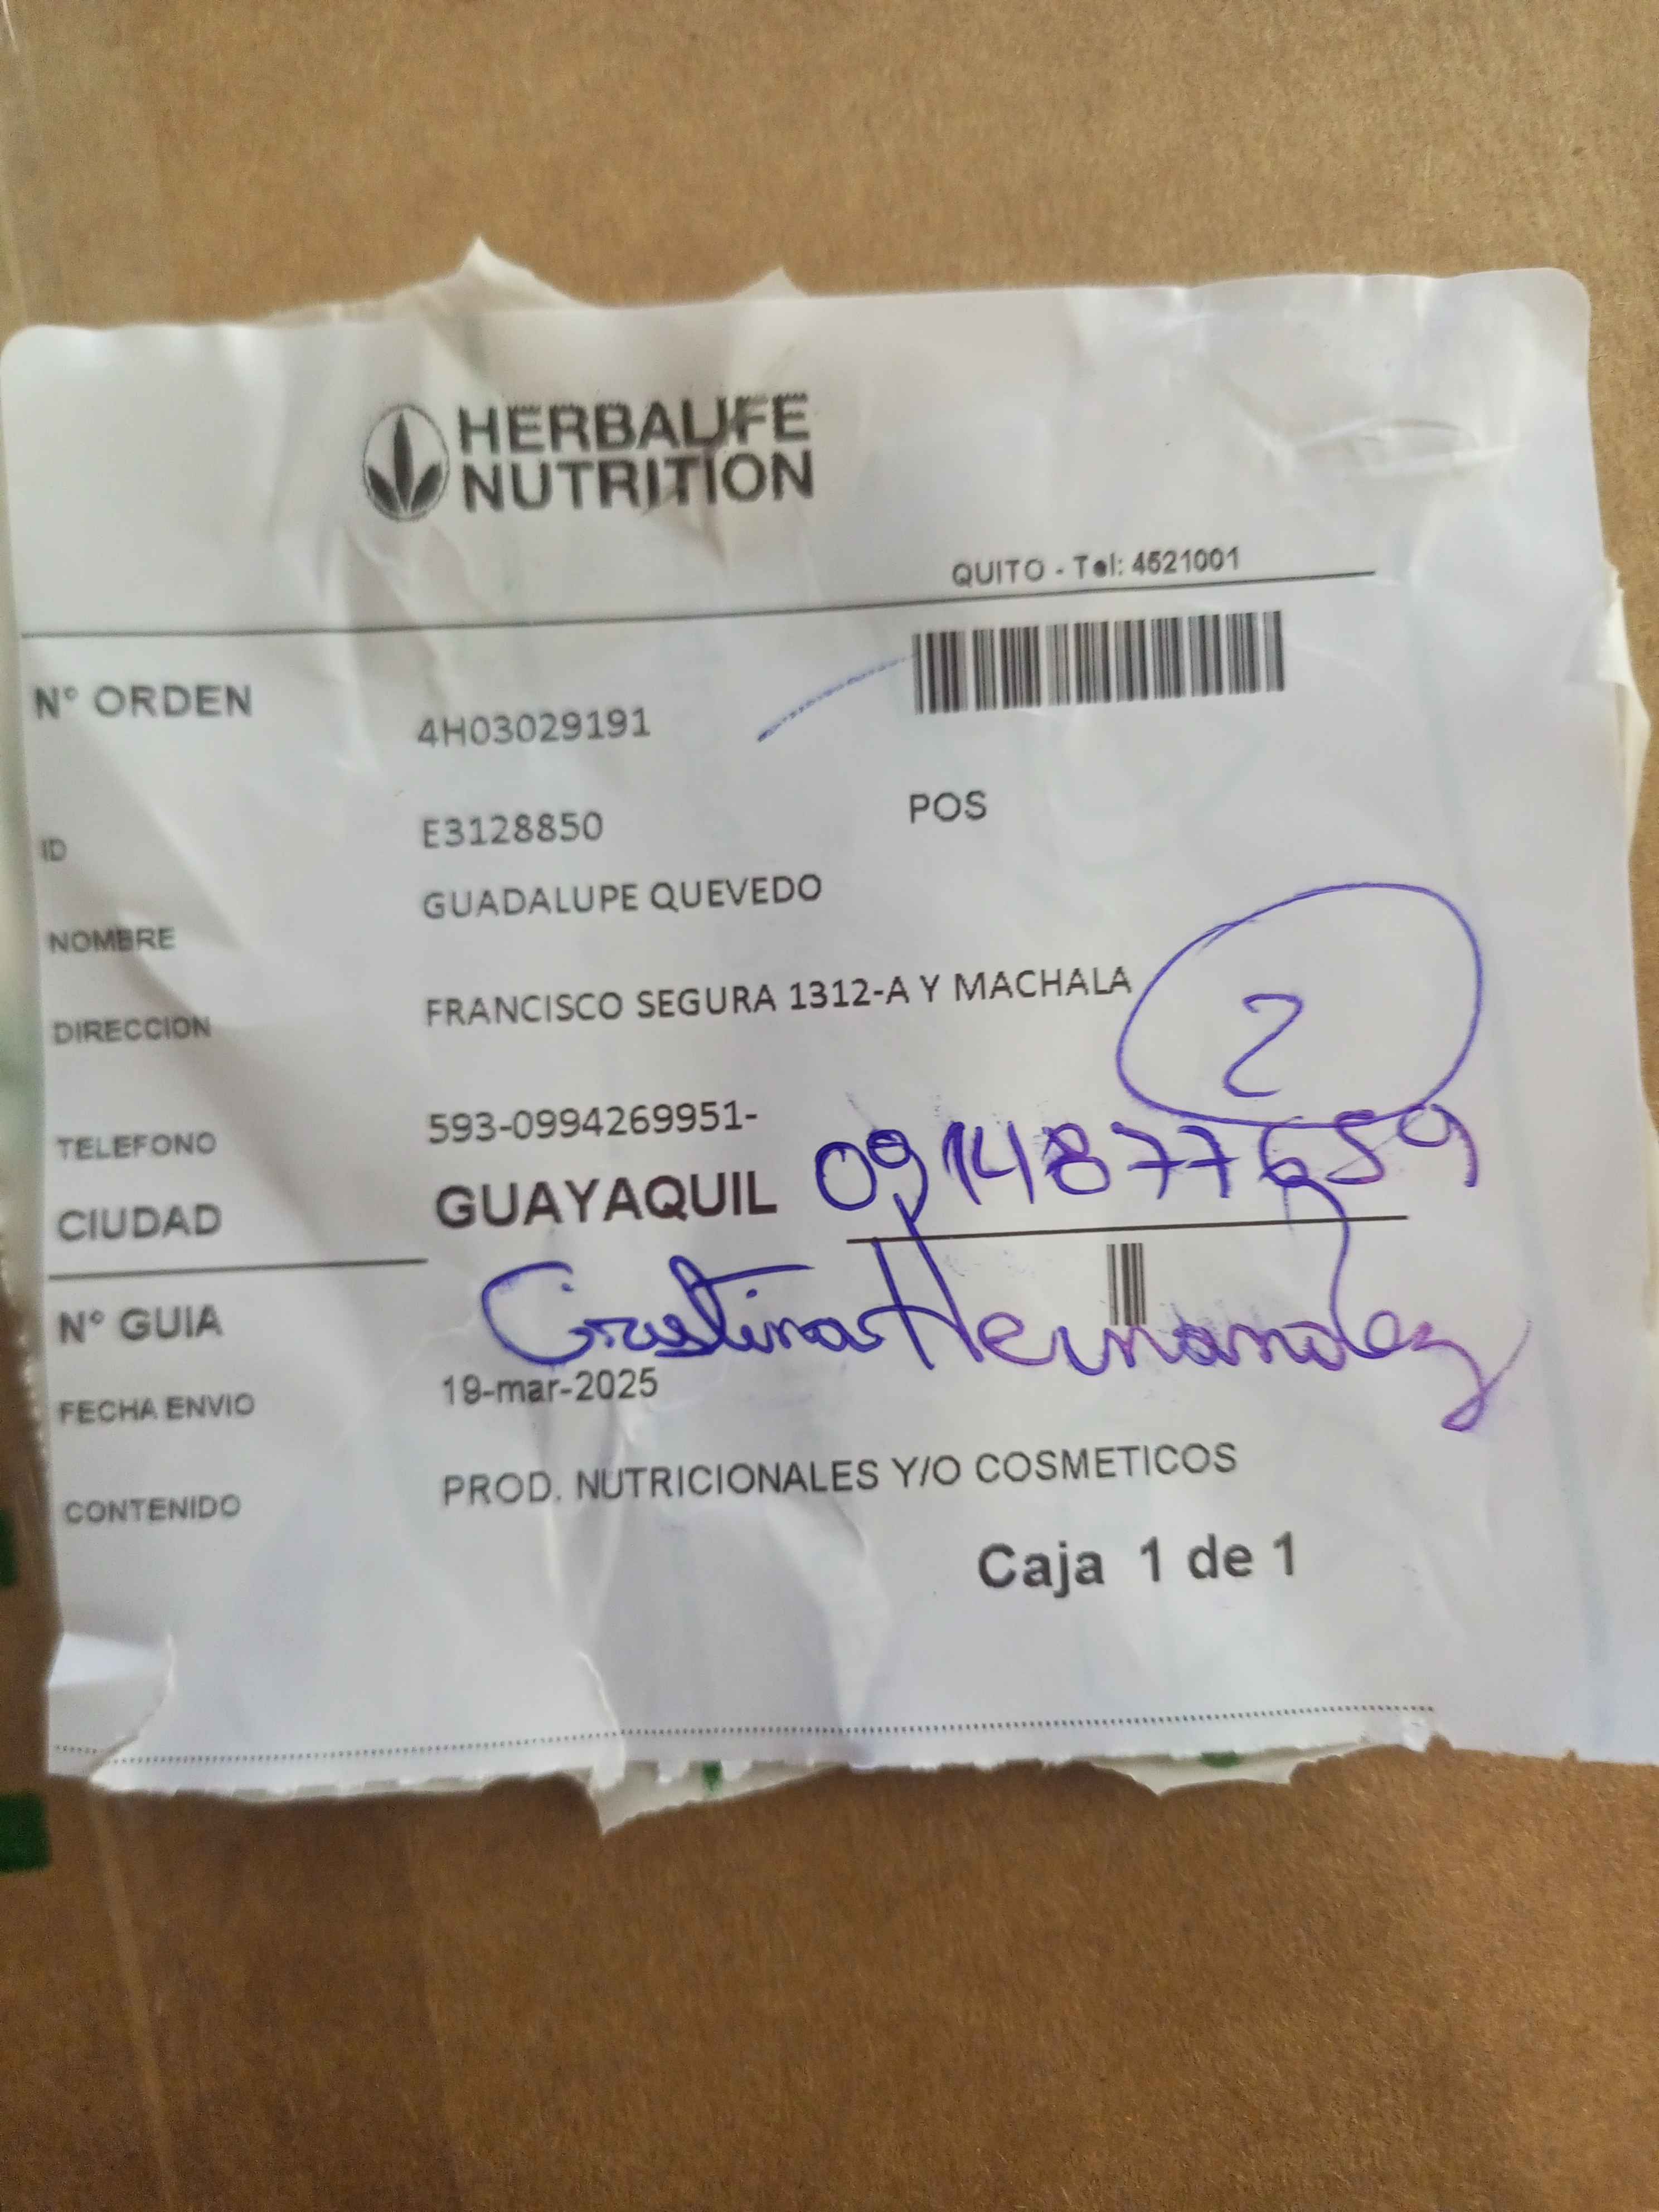 HERBALIFE
NUTRITION
QUITO - Tel: 4521001
N° ORDEN 4H03029191
ID E3128850 POS
NOMBRE GUADALUPE QUEVEDO
DIRECCION FRANCISCO SEGURA 1312-A Y MACHALA
2
TELEFONO 593-0994269951-
0914877659
CIUDAD GUAYAQUIL
N° GUIA
Cristina Hernandez
FECHA ENVIO 19-mar-2025
CONTENIDO PROD. NUTRICIONALES Y/O COSMETICOS
Caja 1 de 1